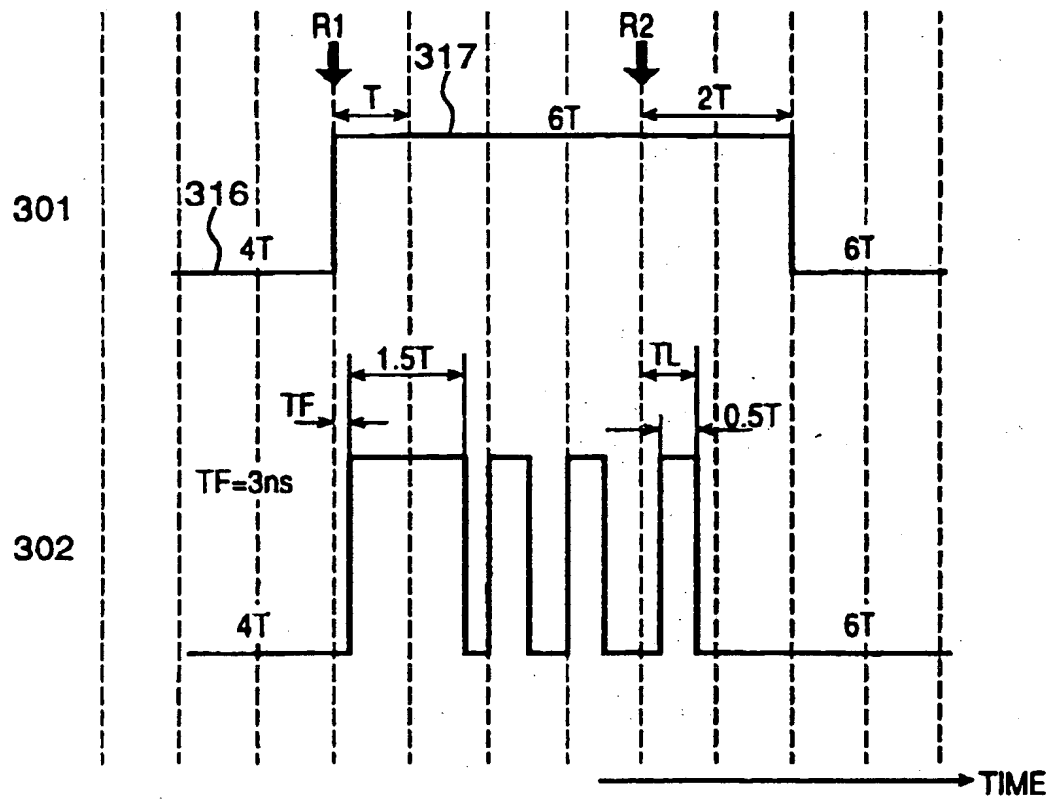 R1
R2
317
T
2T
6T
301
316
4T
6T
1.5T
TL
TF
0.5T
TF=3ns
302
4T
6T
TIME